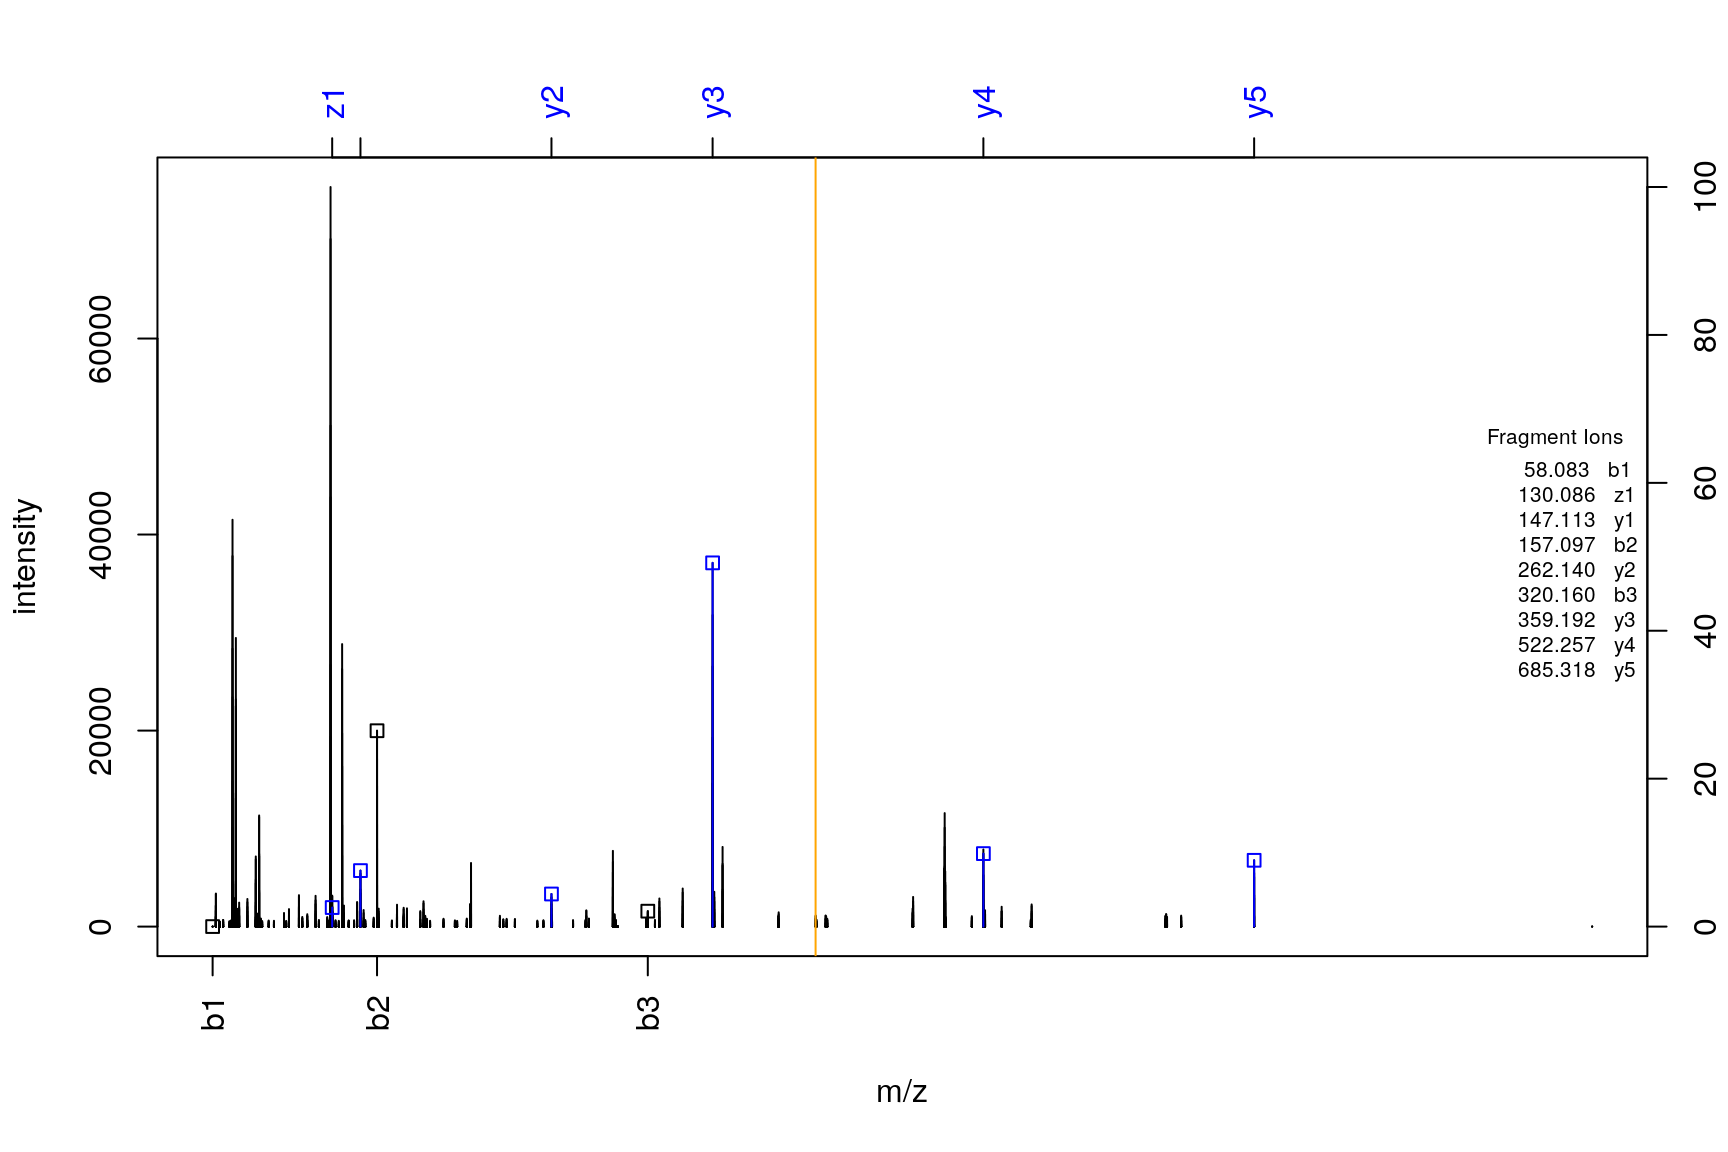 z1 y2 y3 y4 y5
intensity
0 20000 40000 60000
0 20 40 60 80 100
Fragment Ions
58.083 b1
130.086 z1
147.113 y1
157.097 b2
262.140 y2
320.160 b3
359.192 y3
522.257 y4
685.318 y5
b1 b2 b3
m/z